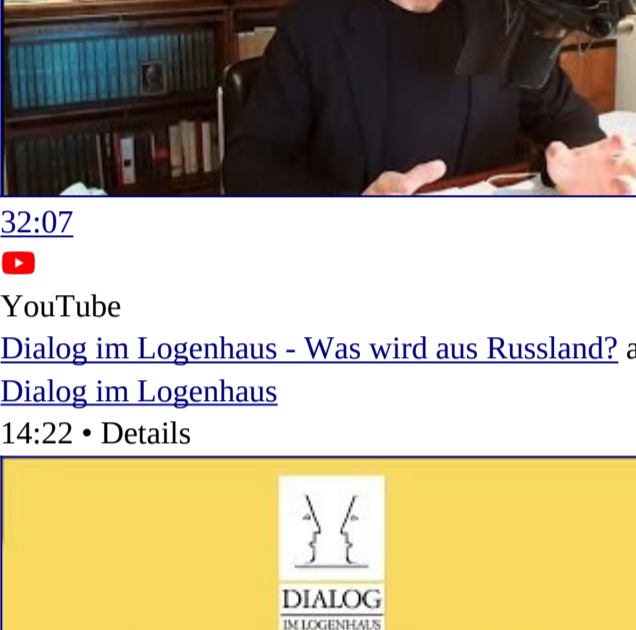 32:07
YouTube
Dialog im Logenhaus - Was wird aus Russland? a
Dialog im Logenhaus
14:22 • Details
DIALOG
IM LOGENHAUS